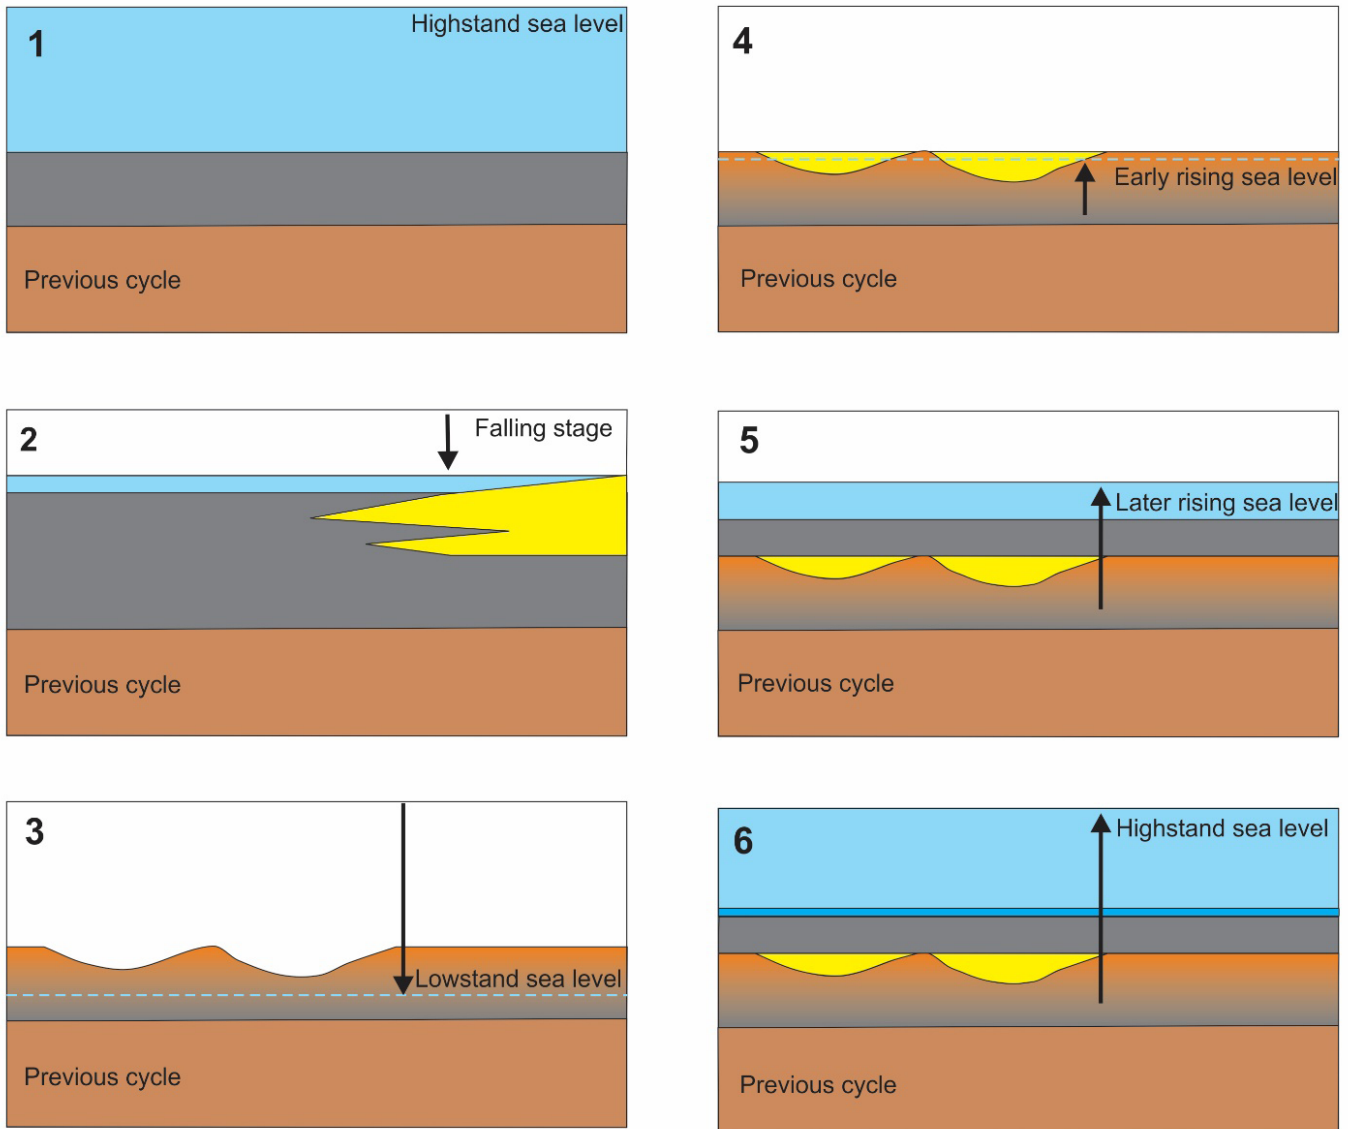 1
Highstand sea level
Previous cycle
2
Falling stage
Previous cycle
3
Lowstand sea level
Previous cycle
4
Early rising sea level
Previous cycle
5
Later rising sea level
Previous cycle
6
Highstand sea level
Previous cycle